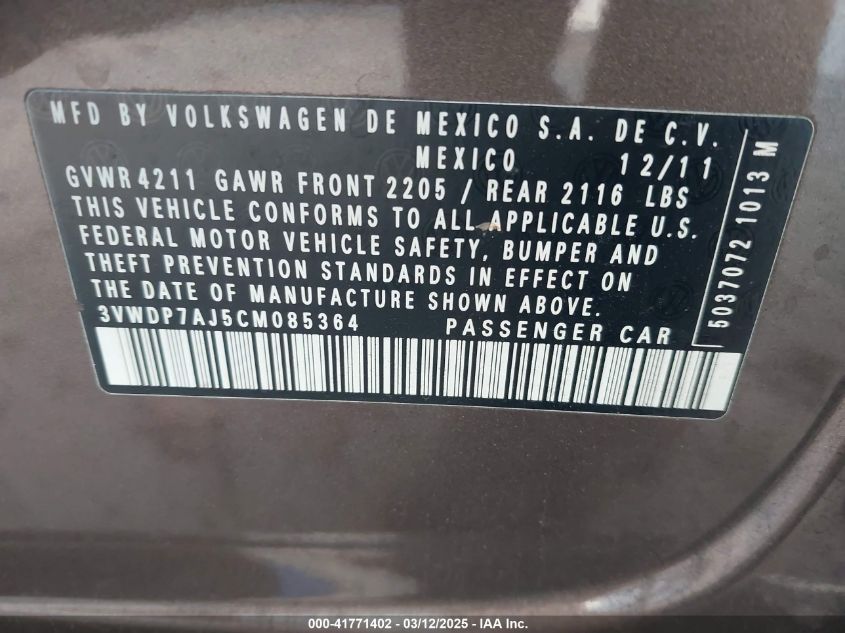 MFD BY VOLKSWAGEN DE MEXICO S.A. DE C.V.
MEXICO 12/11
GVWR 4211 GAWR FRONT 2205 / REAR 2116 LBS
THIS VEHICLE CONFORMS TO ALL APPLICABLE U.S.
FEDERAL MOTOR VEHICLE SAFETY, BUMPER AND
THEFT PREVENTION STANDARDS IN EFFECT ON
THE DATE OF MANUFACTURE SHOWN ABOVE.
3VWDP7AJ5CM085364 PASSENGER CAR
5037072 1013 M
000-41771402 - 03/12/2025 - IAA Inc.